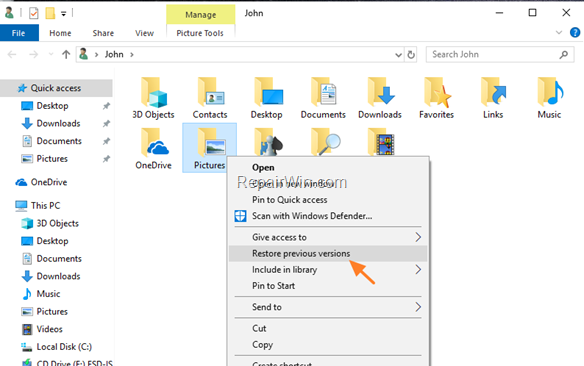 Manage
John
File
Home
Share
View
Picture Tools
John
Search John
Quick access
Desktop
Downloads
Documents
Pictures
OneDrive
This PC
3D Objects
Desktop
Documents
Downloads
Music
Pictures
Videos
Local Disk (C:)
CD Drive (F:) ESD-IS
3D Objects
Contacts
Desktop
Documents
Downloads
Favorites
Links
Music
OneDrive
Pictures
Open
Open in new window
RepairWin.com
Pin to Quick access
Scan with Windows Defender...
Give access to
Restore previous versions
Include in library
Pin to Start
Send to
Cut
Copy
Create shortcut